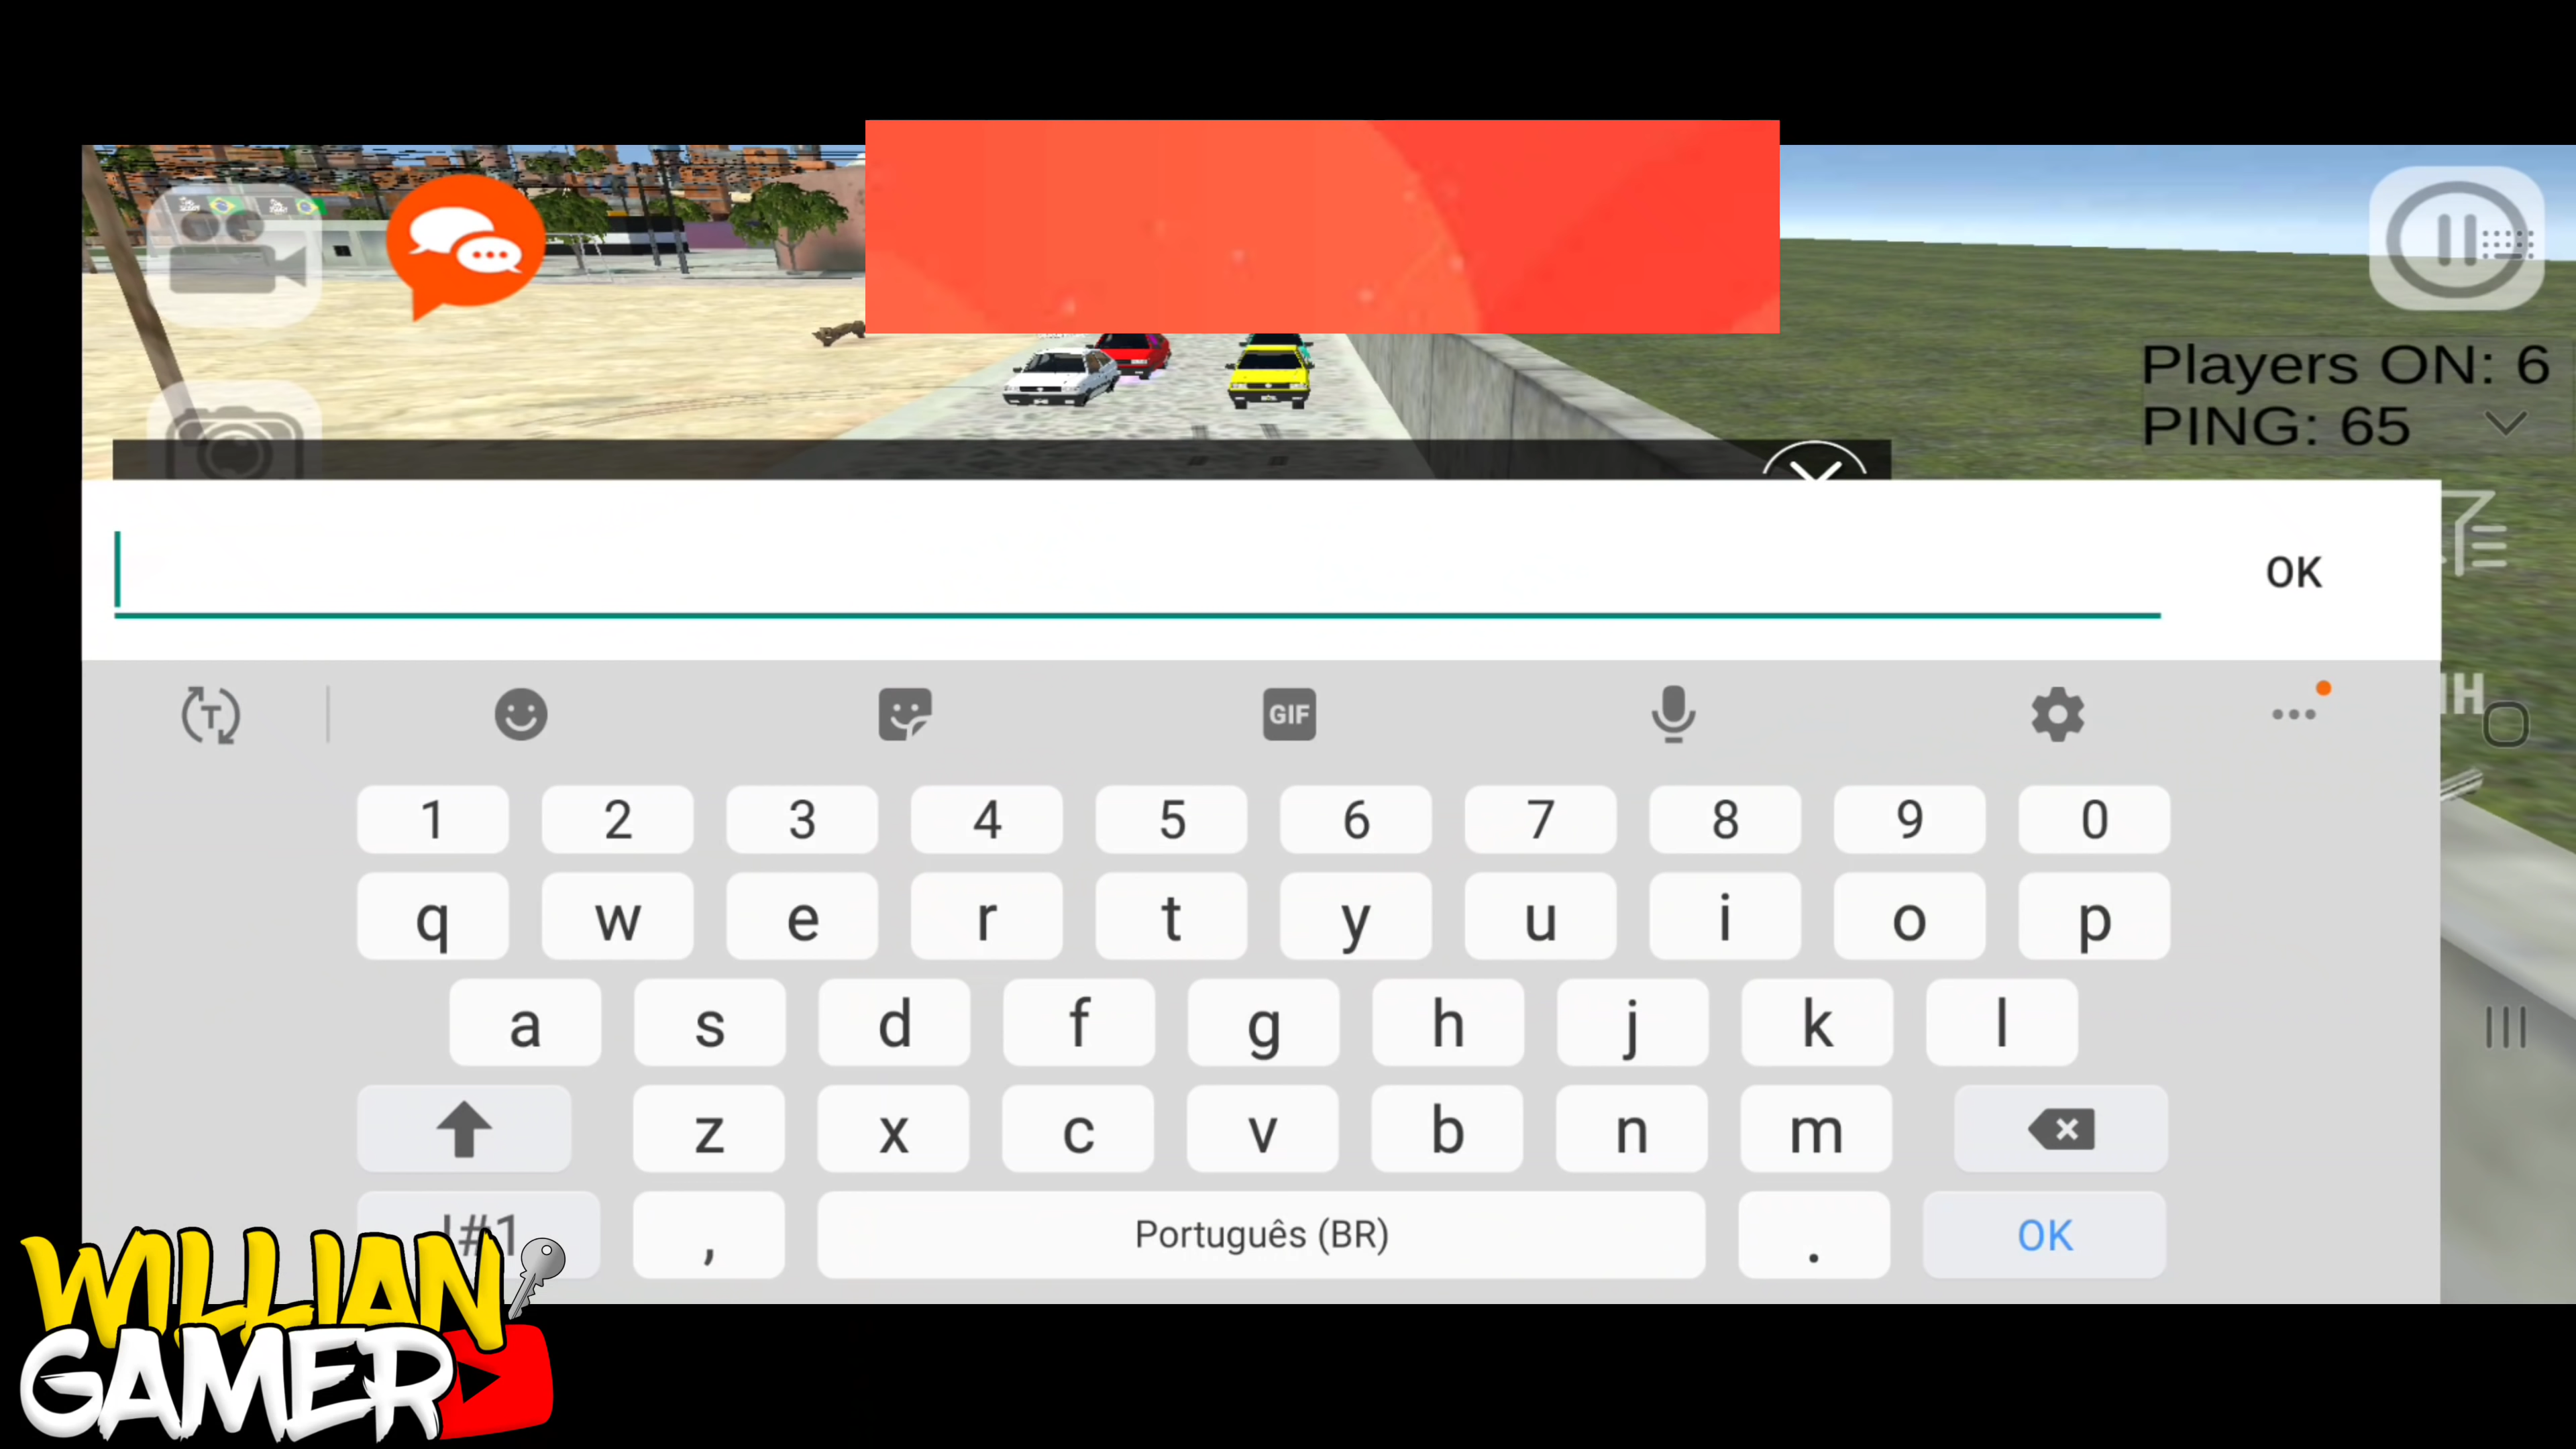 Players ON: 6
PING: 65
OK
GIF
1 2 3 4 5 6 7 8 9 0
q w e r t y u i o p
a s d f g h j k l
z x c v b n m
!#1 , Português (BR) . OK
WILLIAN
GAMER